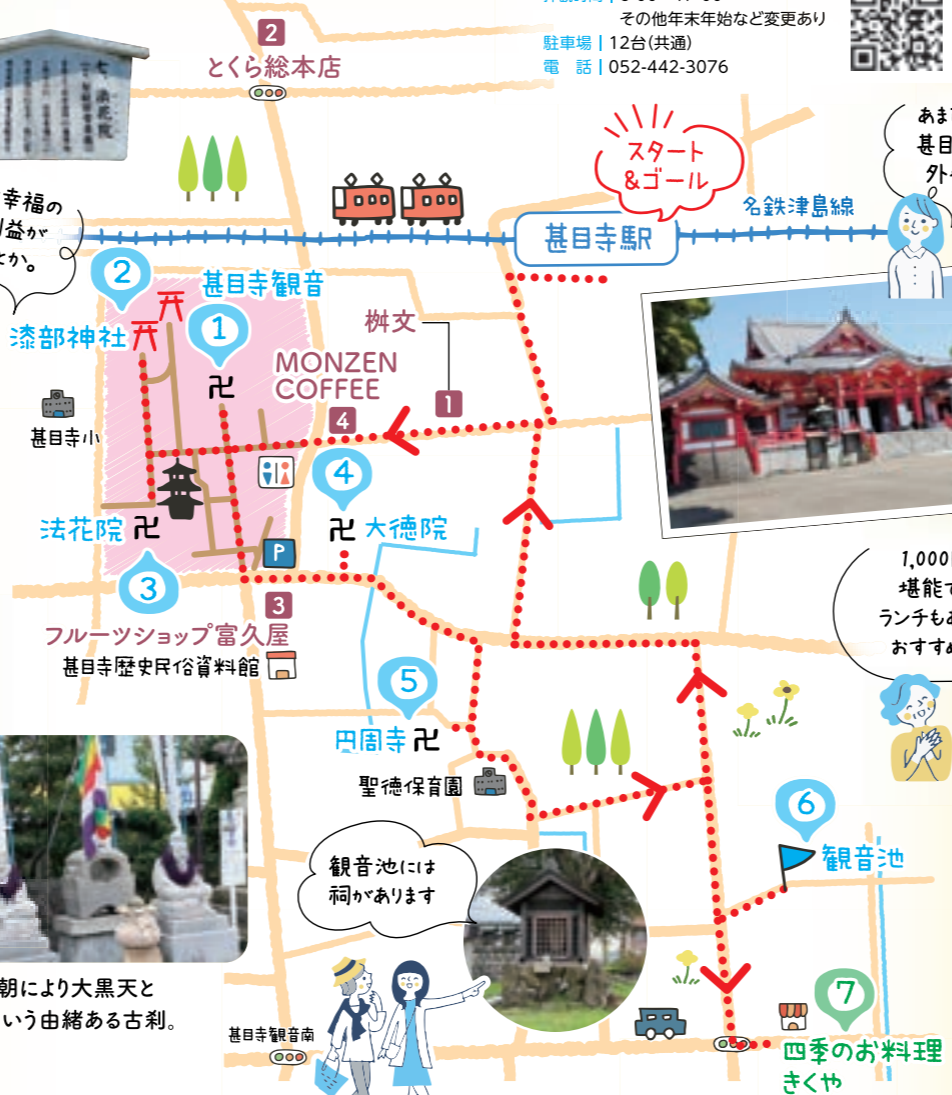 その他年末年始など変更あり
駐車場 | 12台(共通)
電 話 | 052-442-3076
2
とくら総本店
七、法花院
スタート
&ゴール
あま
甚目
外
幸福の
益が
とか。
名鉄津島線
甚目寺駅
2
甚目寺観音
1
漆部神社
桝文
MONZEN
COFFEE
4
1
甚目寺小
4
大德院
法花院
P
3
3
フルーツショップ富久屋
甚目寺歴史民俗資料館
1,000
堪能で
ランチもあ
おすすめ
5
円周寺
聖徳保育園
6
観音池
観音池には
祠があります
朝により大黒天と
いう由緒ある古刹。
甚目寺観音南
7
四季のお料理
きくや